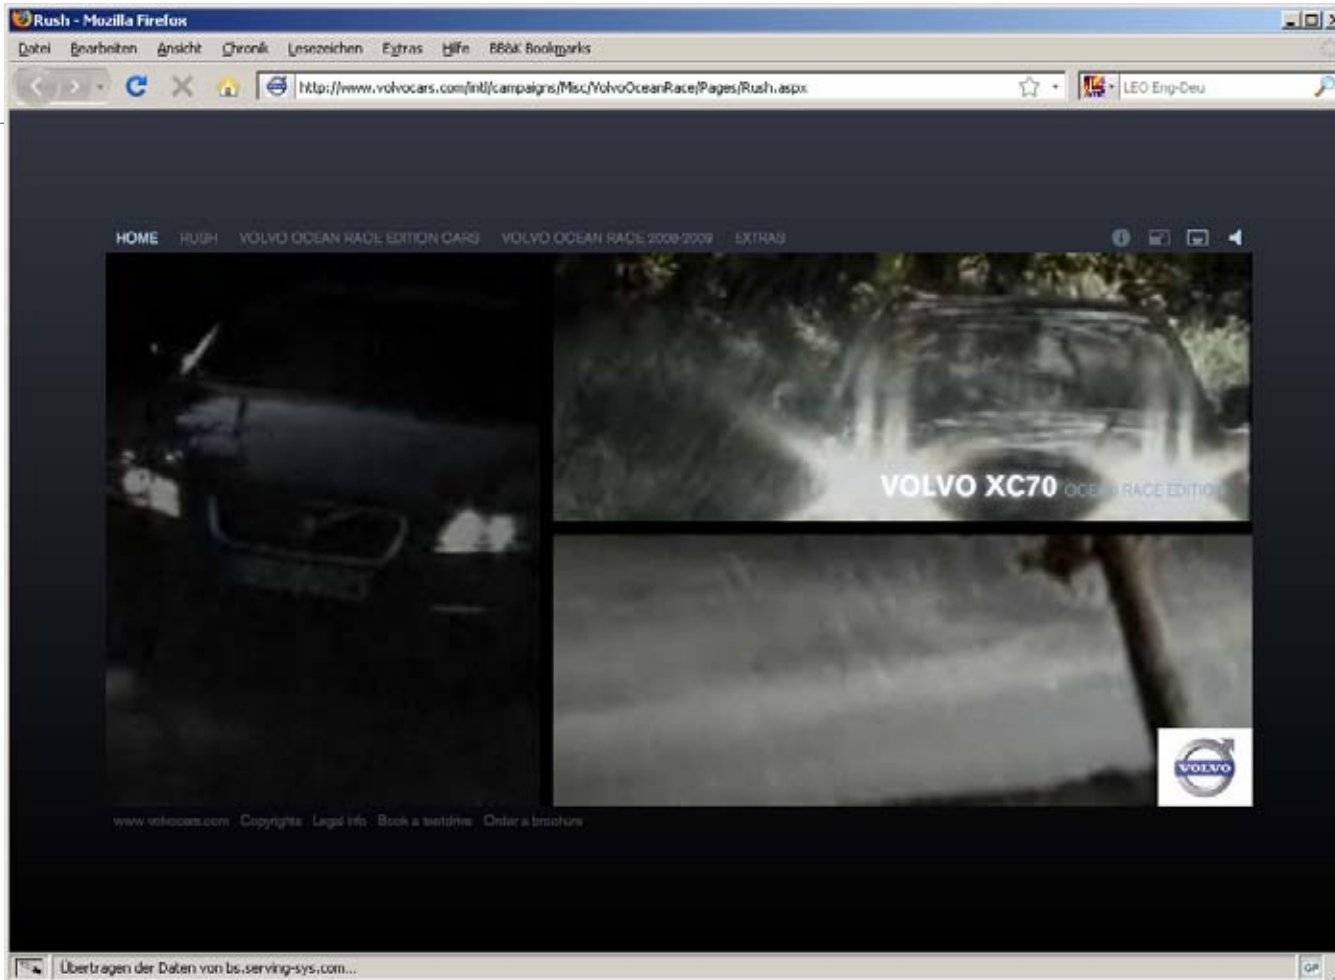 Rush - Mozilla Firefox
Datei Bearbeiten Ansicht Chronik Lesezeichen Extras Hilfe BB&K Bookmarks
http://www.volvocars.com/intl/campaigns/Misc/VolvoOceanRace/Pages/Rush.aspx LEO Eng-Deu
HOME RUSH VOLVO OCEAN RACE EDITION CARS VOLVO OCEAN RACE 2008-2009 EXTRAS
VOLVO XC70 OCEAN RACE EDITION
VOLVO
www.volvocars.com Copyrights Legal info Book a testdrive Order a brochure
Übertragen der Daten von bs.serving-sys.com...